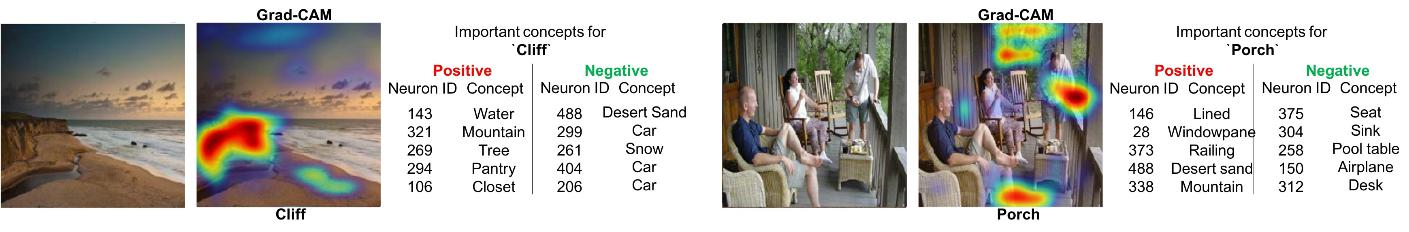 Grad-CAM
Cliff
Important concepts for
`Cliff`
Positive Negative
Neuron ID Concept Neuron ID Concept
143 Water 488 Desert Sand
321 Mountain 299 Car
269 Tree 261 Snow
294 Pantry 404 Car
106 Closet 206 Car
Grad-CAM
Porch
Important concepts for
`Porch`
Positive Negative
Neuron ID Concept Neuron ID Concept
146 Lined 375 Seat
28 Windowpane 304 Sink
373 Railing 258 Pool table
488 Desert sand 150 Airplane
338 Mountain 312 Desk